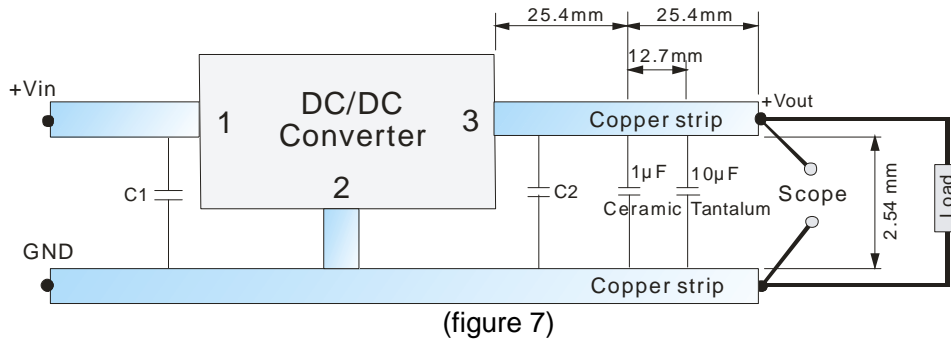 25.4mm
25.4mm
12.7mm
+Vin
DC/DC
Converter
1
2
3
Copper strip
+Vout
C1
C2
1μF
Ceramic
10μF
Tantalum
Scope
2.54 mm
Load
GND
Copper strip
(figure 7)